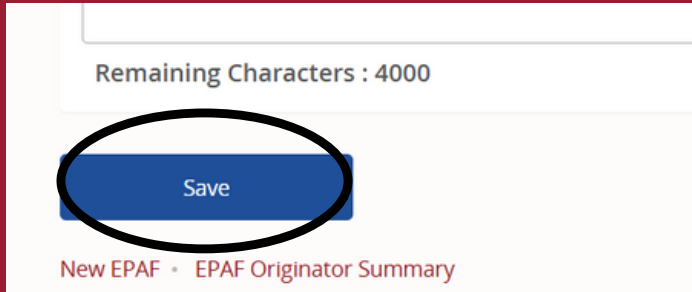 Remaining Characters : 4000
Save
New EPAF • EPAF Originator Summary